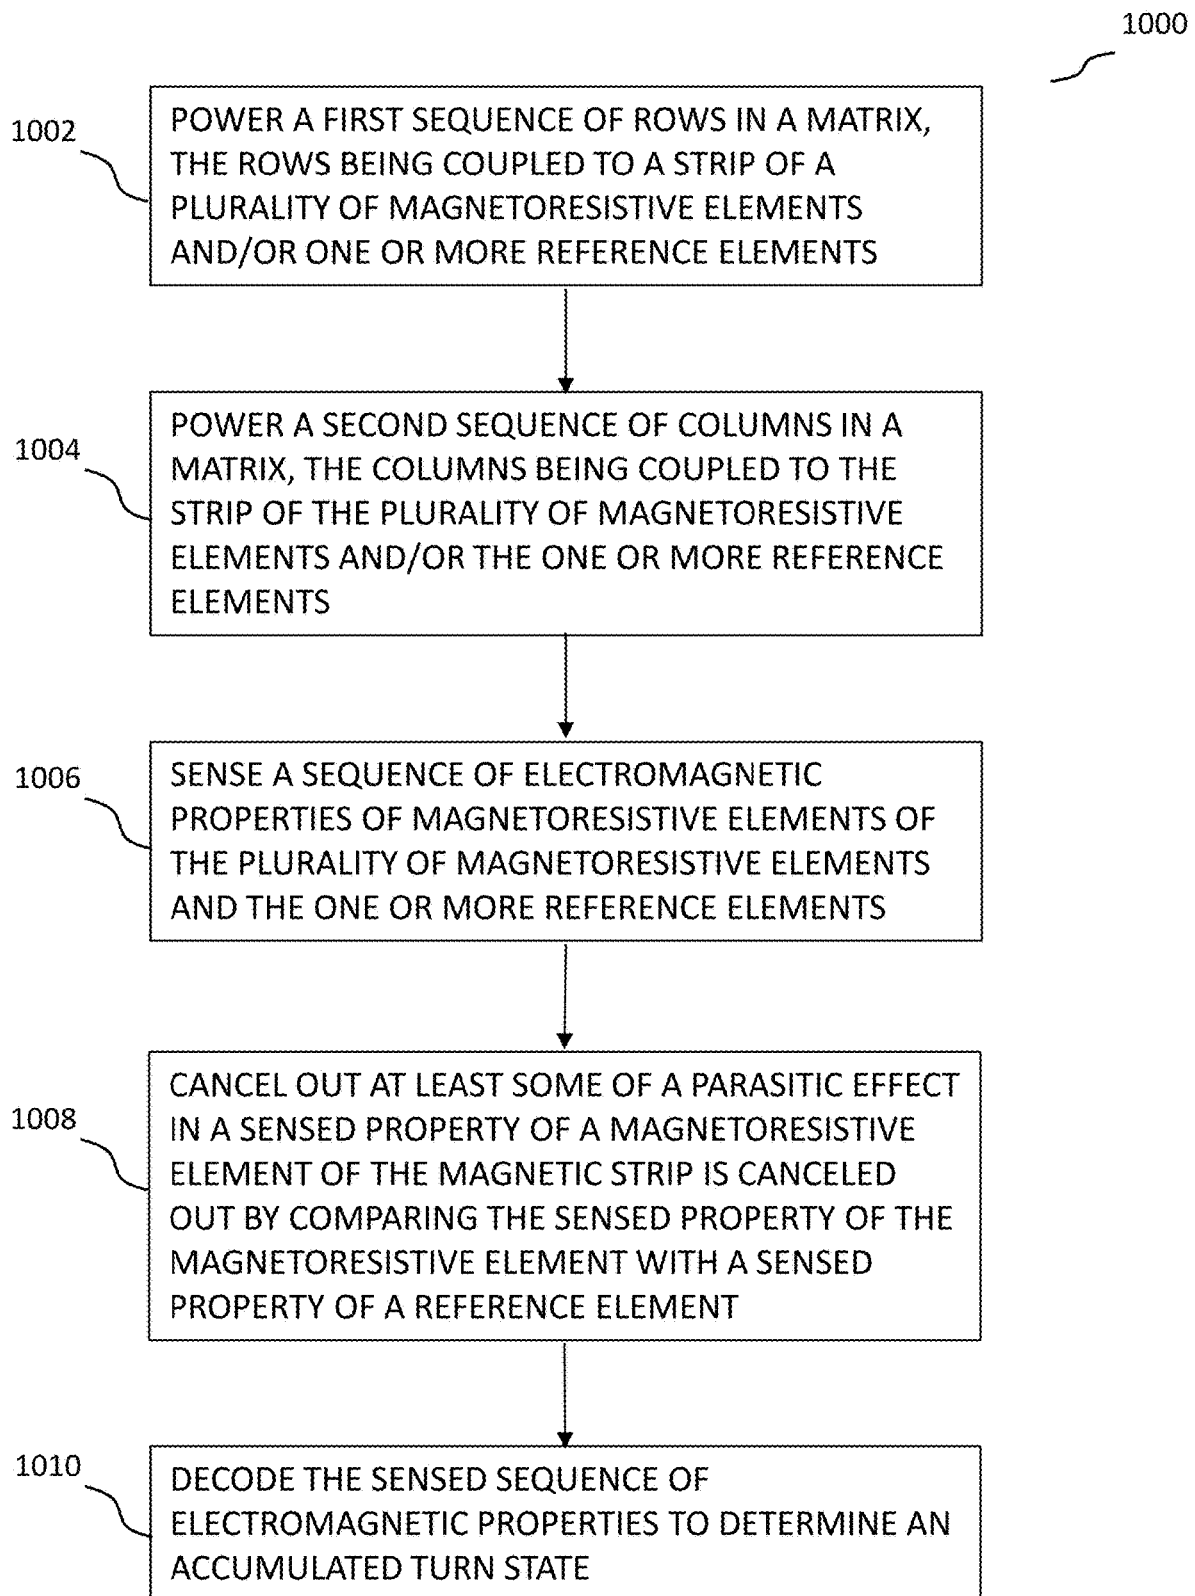 1000
1002
POWER A FIRST SEQUENCE OF ROWS IN A MATRIX,
THE ROWS BEING COUPLED TO A STRIP OF A
PLURALITY OF MAGNETORESISTIVE ELEMENTS
AND/OR ONE OR MORE REFERENCE ELEMENTS
1004
POWER A SECOND SEQUENCE OF COLUMNS IN A
MATRIX, THE COLUMNS BEING COUPLED TO THE
STRIP OF THE PLURALITY OF MAGNETORESISTIVE
ELEMENTS AND/OR THE ONE OR MORE REFERENCE
ELEMENTS
1006
SENSE A SEQUENCE OF ELECTROMAGNETIC
PROPERTIES OF MAGNETORESISTIVE ELEMENTS OF
THE PLURALITY OF MAGNETORESISTIVE ELEMENTS
AND THE ONE OR MORE REFERENCE ELEMENTS
1008
CANCEL OUT AT LEAST SOME OF A PARASITIC EFFECT
IN A SENSED PROPERTY OF A MAGNETORESISTIVE
ELEMENT OF THE MAGNETIC STRIP IS CANCELED
OUT BY COMPARING THE SENSED PROPERTY OF THE
MAGNETORESISTIVE ELEMENT WITH A SENSED
PROPERTY OF A REFERENCE ELEMENT
1010
DECODE THE SENSED SEQUENCE OF
ELECTROMAGNETIC PROPERTIES TO DETERMINE AN
ACCUMULATED TURN STATE